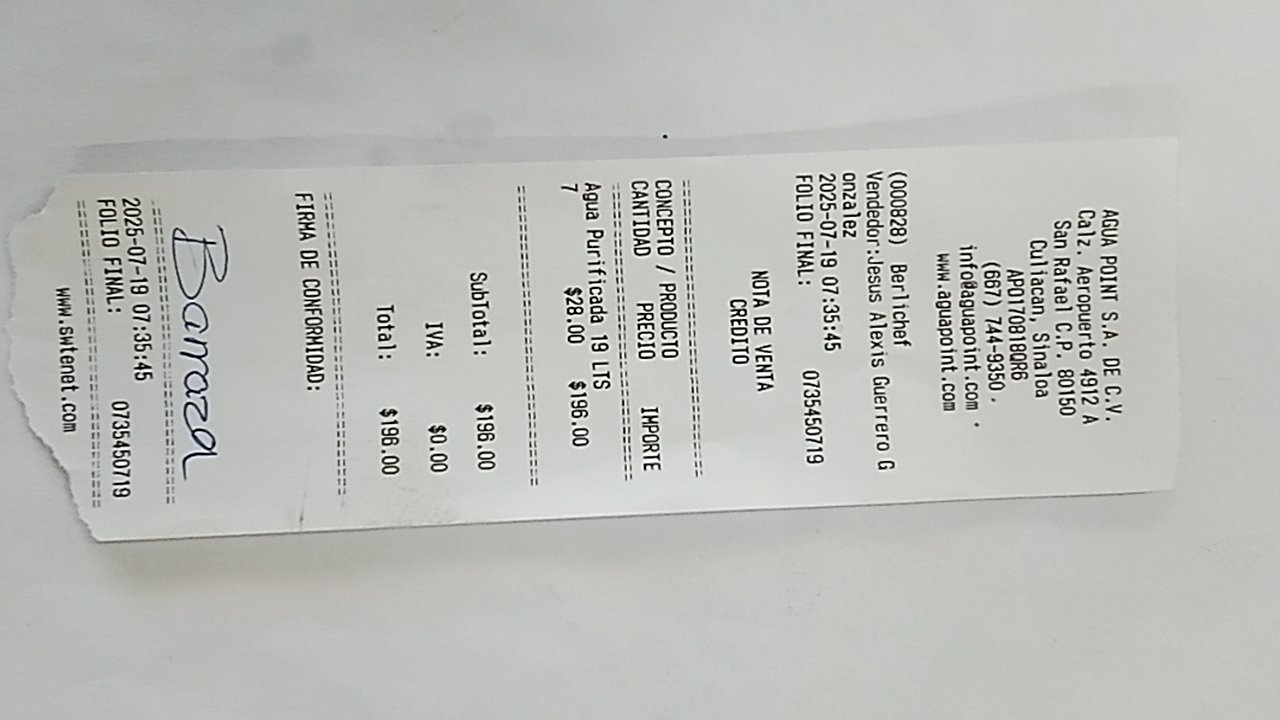 AGUA POINT S.A. DE C.V.
Calz. Aeropuerto 4912 A
San Rafael C.P. 80150
Culiacan, Sinaloa
APO170818QR6
(667) 744-9350 .
info@aguapoint.com .
www.aguapoint.com
(000828) Berlichef
Vendedor:Jesus Alexis Guerrero G
onzalez
2025-07-19 07:35:45
FOLIO FINAL: 0735450719
NOTA DE VENTA
CREDITO
================================
CONCEPTO / PRODUCTO
CANTIDAD PRECIO IMPORTE
================================
Agua Purificada 19 LTS
7 $28.00 $196.00
================================
SubTotal: $196.00
IVA: $0.00
Total: $196.00
================================
FIRMA DE CONFORMIDAD:
Barraza
================================
2025-07-19 07:35:45
FOLIO FINAL: 0735450719
================================
www.swtenet.com